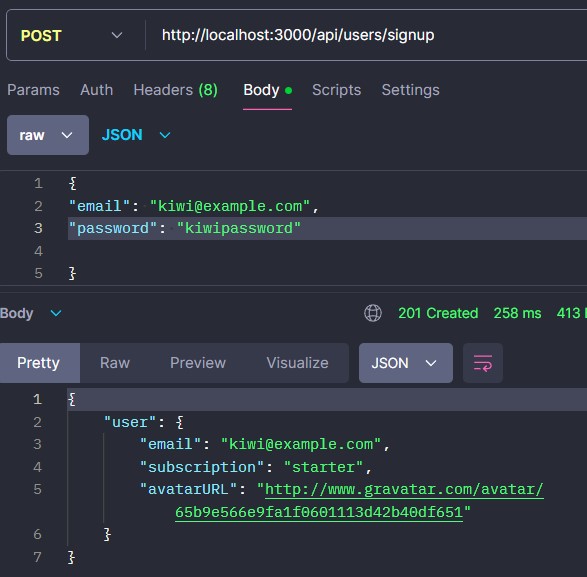 POST http://localhost:3000/api/users/signup
Params Auth Headers (8) Body Scripts Settings
raw JSON
1 {
2 "email": "kiwi@example.com",
3 "password": "kiwipassword"
4
5 }
Body 201 Created 258 ms 413
Pretty Raw Preview Visualize JSON
1 {
2 "user": {
3 "email": "kiwi@example.com",
4 "subscription": "starter",
5 "avatarURL": "http://www.gravatar.com/avatar/
65b9e566e9fa1f0601113d42b40df651"
6 }
7 }